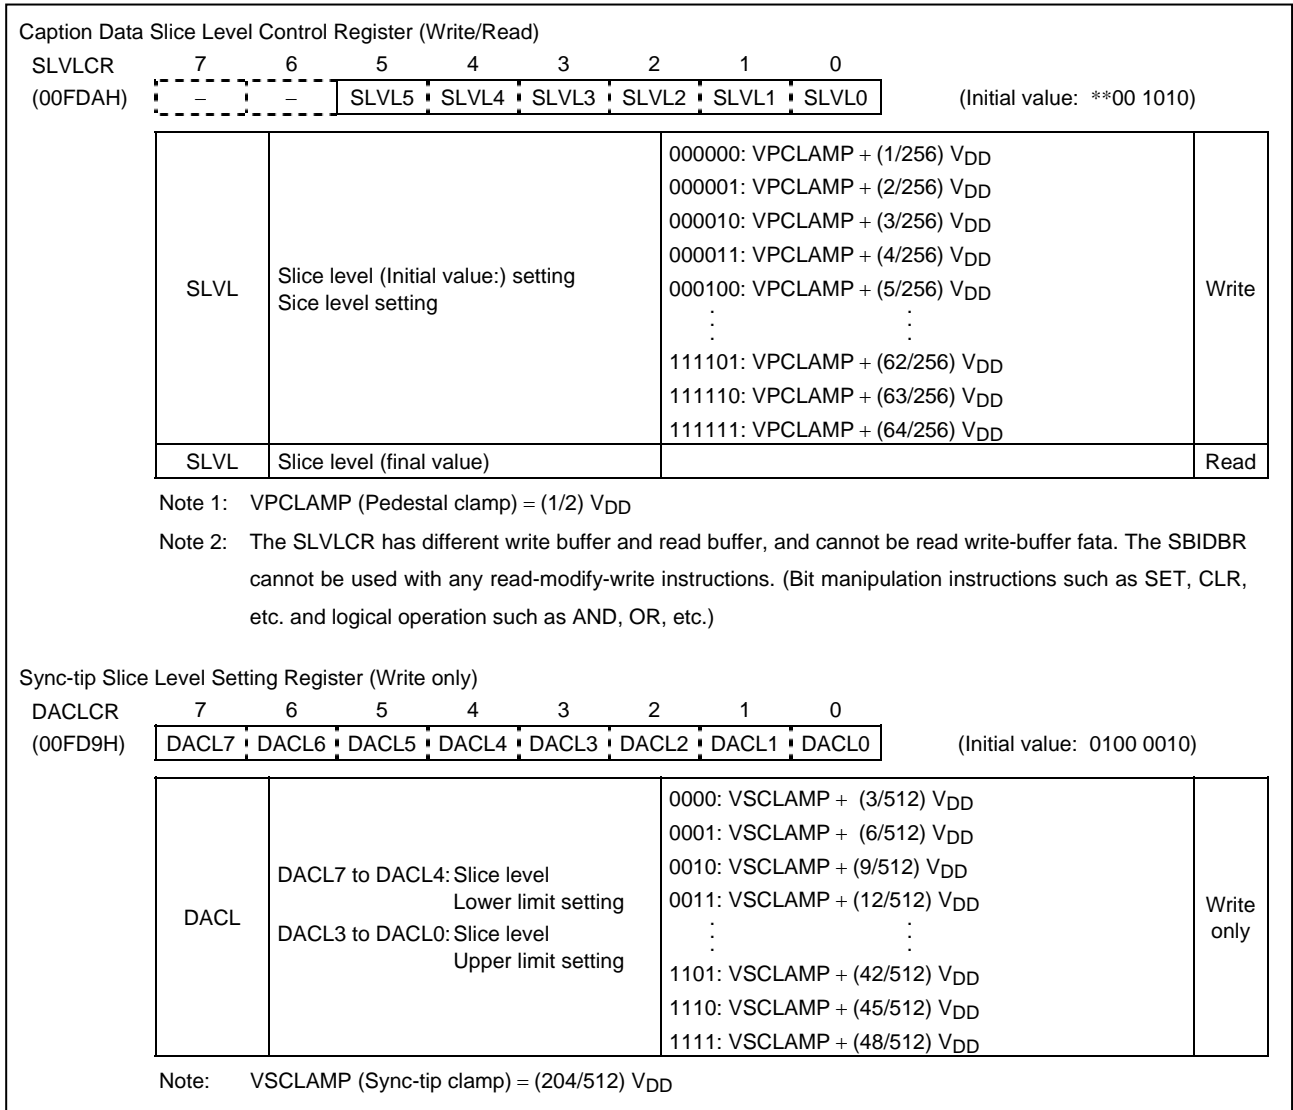 Caption Data Slice Level Control Register (Write/Read)
SLVLCR 7 6 5 4 3 2 1 0
(00FDAH) – – SLVL5 SLVL4 SLVL3 SLVL2 SLVL1 SLVL0 (Initial value: **00 1010)
000000: VPCLAMP + (1/256) VDD
000001: VPCLAMP + (2/256) VDD
000010: VPCLAMP + (3/256) VDD
000011: VPCLAMP + (4/256) VDD
SLVL Slice level (Initial value:) setting
Sice level setting
000100: VPCLAMP + (5/256) VDD Write
111101: VPCLAMP + (62/256) VDD
111110: VPCLAMP + (63/256) VDD
111111: VPCLAMP + (64/256) VDD
SLVL Slice level (final value) Read
Note 1: VPCLAMP (Pedestal clamp) = (1/2) VDD
Note 2: The SLVLCR has different write buffer and read buffer, and cannot be read write-buffer fata. The SBIDBR
cannot be used with any read-modify-write instructions. (Bit manipulation instructions such as SET, CLR,
etc. and logical operation such as AND, OR, etc.)
Sync-tip Slice Level Setting Register (Write only)
DACLCR 7 6 5 4 3 2 1 0
(00FD9H) DACL7 DACL6 DACL5 DACL4 DACL3 DACL2 DACL1 DACL0 (Initial value: 0100 0010)
DACL
DACL7 to DACL4: Slice level
Lower limit setting
DACL3 to DACL0: Slice level
Upper limit setting
0000: VSCLAMP + (3/512) VDD
0001: VSCLAMP + (6/512) VDD
0010: VSCLAMP + (9/512) VDD
0011: VSCLAMP + (12/512) VDD
1101: VSCLAMP + (42/512) VDD
1110: VSCLAMP + (45/512) VDD
1111: VSCLAMP + (48/512) VDD
Write
only
Note: VSCLAMP (Sync-tip clamp) = (204/512) VDD